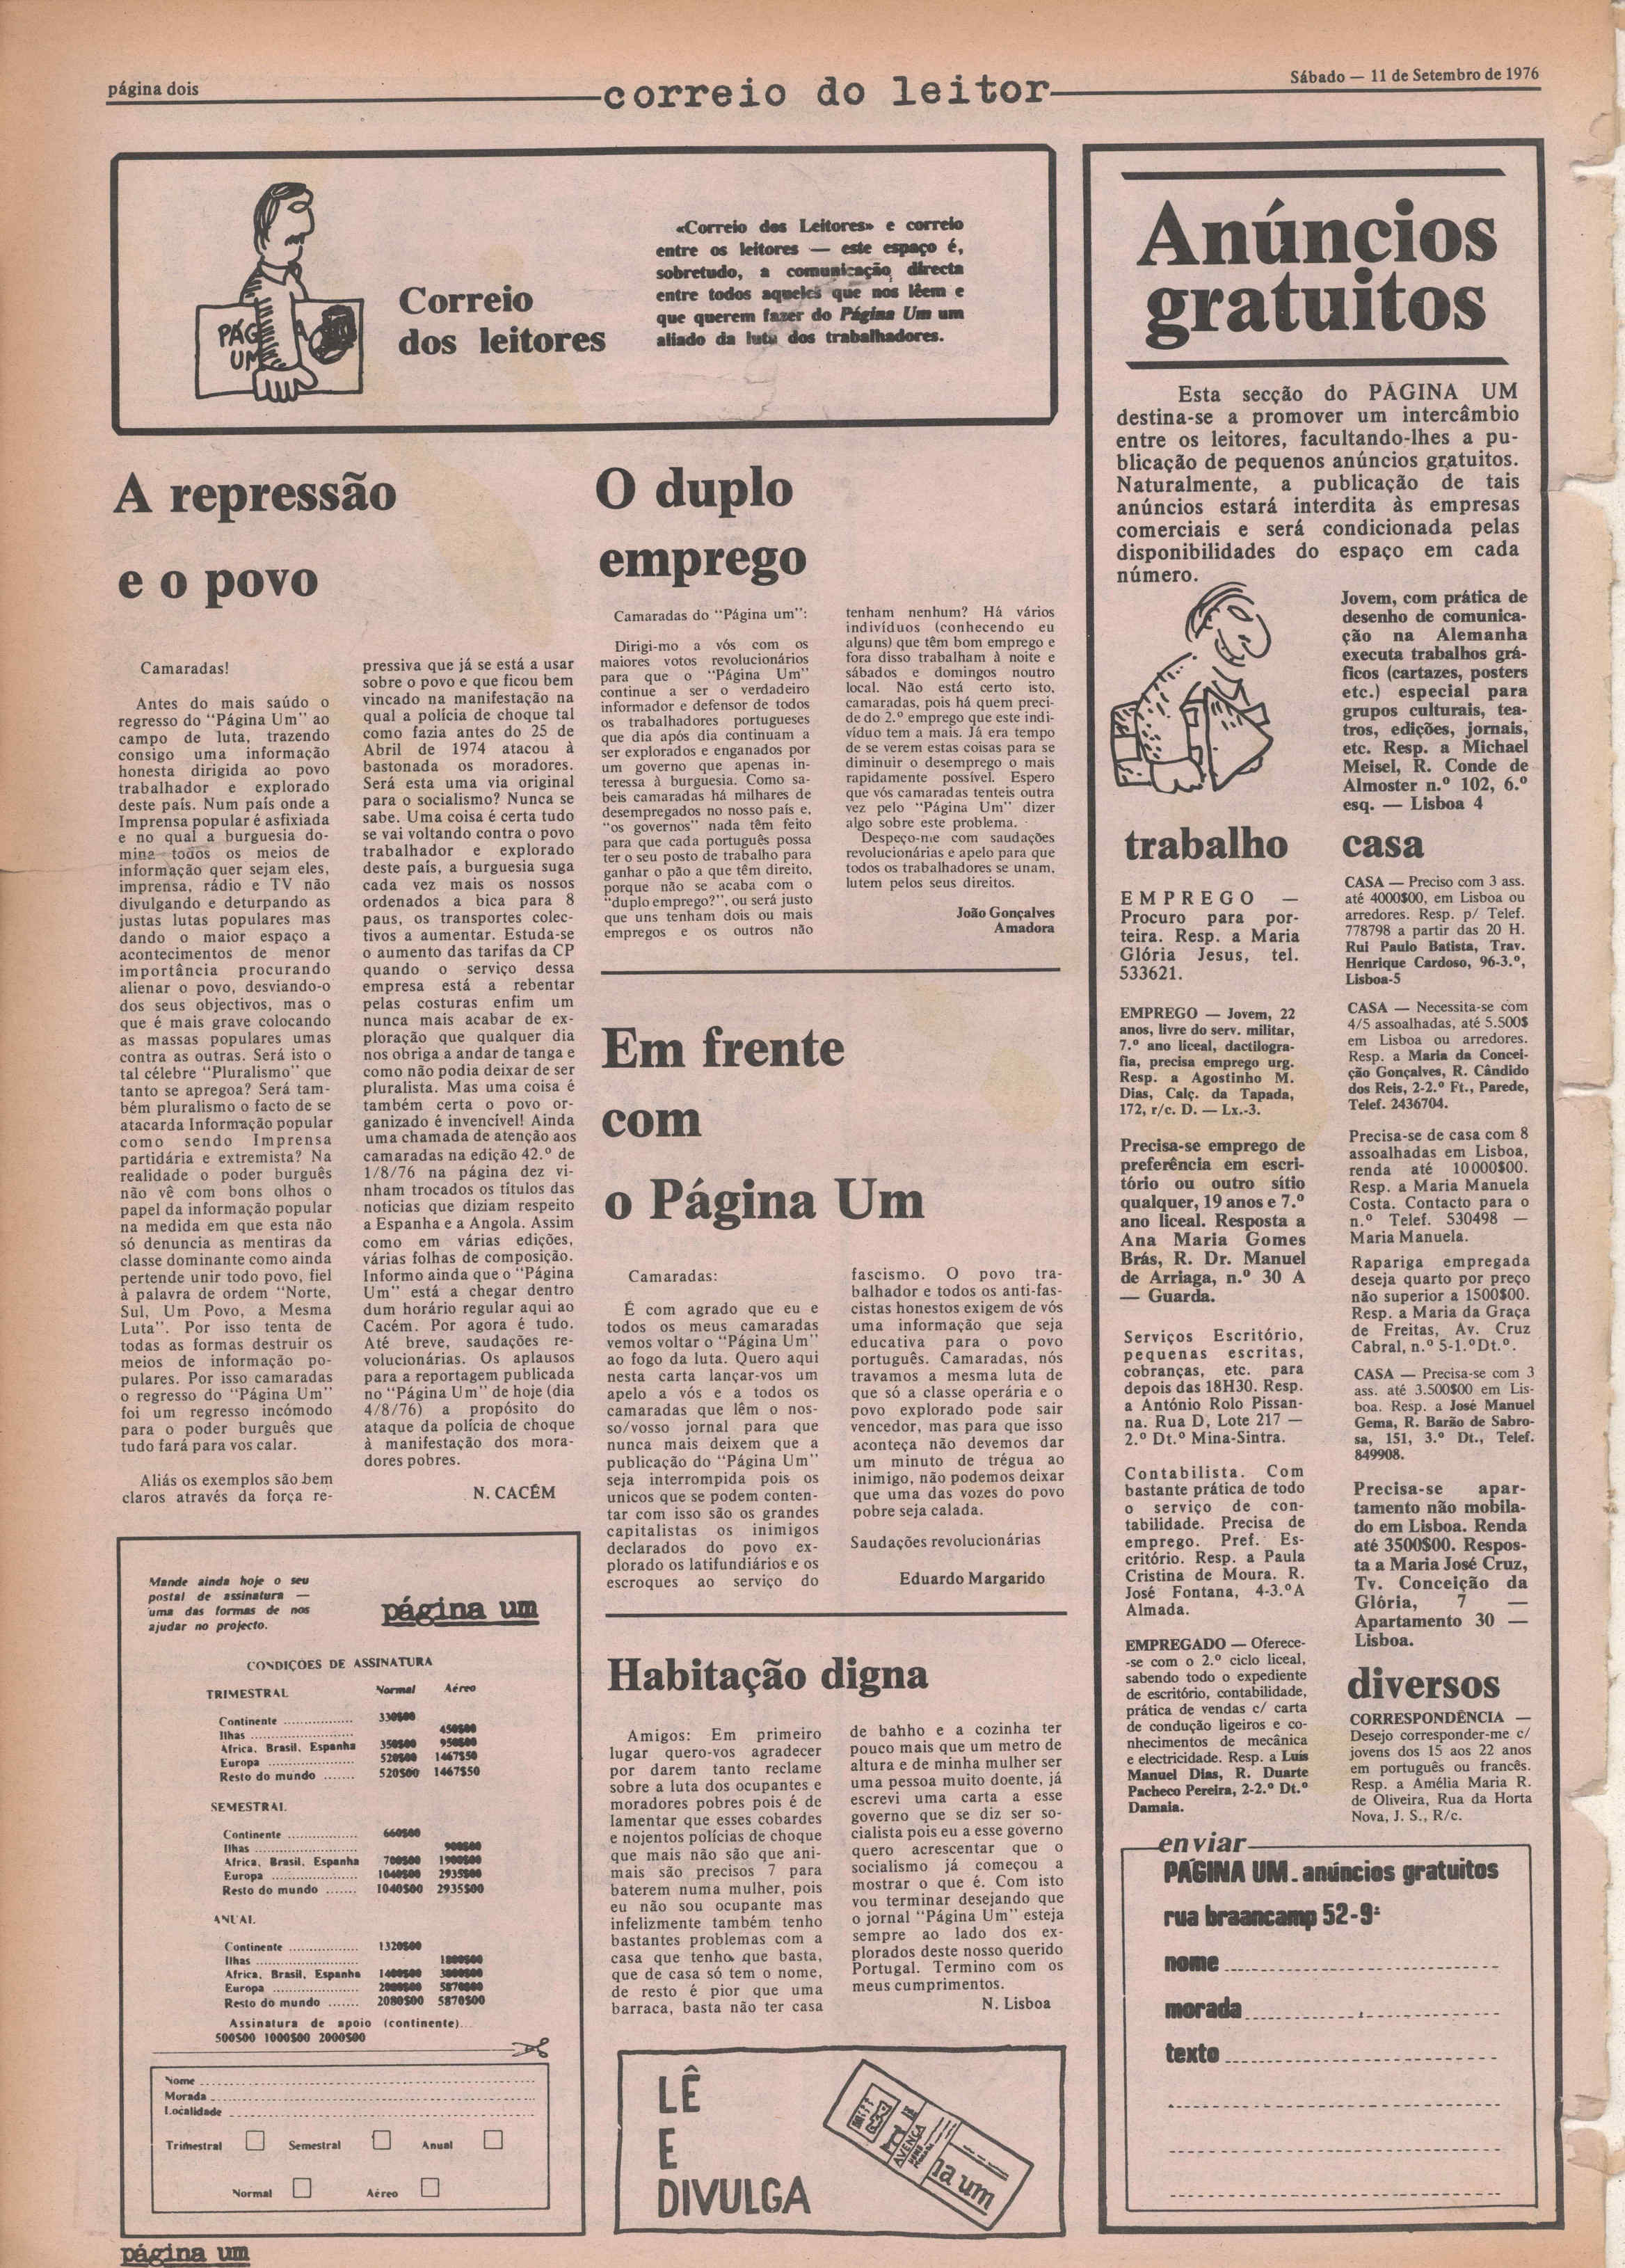 página dois
correio do leitor
Sábado — 11 de Setembro de 1976
PÁG
UM
Correio
dos leitores
«Correio dos Leitores» e correio
entre os leitores — este espaço é,
sobretudo, a comunicação directa
entre todos aqueles que nos lêem e
que querem fazer do Página Um um
aliado da luta dos trabalhadores.
A repressão
e o povo
Camaradas!
Antes do mais saúdo o
regresso do "Página Um" ao
campo de luta, trazendo
consigo uma informação
honesta dirigida ao povo
trabalhador e explorado
deste país. Num país onde a
Imprensa popular é asfixiada
e no qual a burguesia do-
mina todos os meios de
informação quer sejam eles,
imprensa, rádio e TV não
divulgando e deturpando as
justas lutas populares mas
dando o maior espaço a
acontecimentos de menor
importância procurando
alienar o povo, desviando-o
dos seus objectivos, mas o
que é mais grave colocando
as massas populares umas
contra as outras. Será isto o
tal célebre "Pluralismo" que
tanto se apregoa? Será tam-
bém pluralismo o facto de se
atacarda Informação popular
como sendo Imprensa
partidária e extremista? Na
realidade o poder burguês
não vê com bons olhos o
papel da informação popular
na medida em que esta não
só denuncia as mentiras da
classe dominante como ainda
pertende unir todo povo, fiel
à palavra de ordem "Norte,
Sul, Um Povo, a Mesma
Luta". Por isso tenta de
todas as formas destruir os
meios de informação po-
pulares. Por isso camaradas
o regresso do "Página Um"
foi um regresso incómodo
para o poder burguês que
tudo fará para vos calar.
Aliás os exemplos são bem
claros através da força re-
pressiva que já se está a usar
sobre o povo e que ficou bem
vincado na manifestação na
qual a polícia de choque tal
como fazia antes do 25 de
Abril de 1974 atacou à
bastonada os moradores.
Será esta uma via original
para o socialismo? Nunca se
sabe. Uma coisa é certa tudo
se vai voltando contra o povo
trabalhador e explorado
deste país, a burguesia suga
cada vez mais os nossos
ordenados a bica para 8
paus, os transportes colec-
tivos a aumentar. Estuda-se
o aumento das tarifas da CP
quando o serviço dessa
empresa está a rebentar
pelas costuras enfim um
nunca mais acabar de ex-
ploração que qualquer dia
nos obriga a andar de tanga e
como não podia deixar de ser
pluralista. Mas uma coisa é
também certa o povo or-
ganizado é invencível! Ainda
uma chamada de atenção aos
camaradas na edição 42.º de
1/8/76 na página dez vi-
nham trocados os títulos das
noticias que diziam respeito
a Espanha e a Angola. Assim
como em várias edições,
várias folhas de composição.
Informo ainda que o "Página
Um" está a chegar dentro
dum horário regular aqui ao
Cacém. Por agora é tudo.
Até breve, saudações re-
volucionárias. Os aplausos
para a reportagem publicada
no "Página Um" de hoje (dia
4/8/76) a propósito do
ataque da polícia de choque
à manifestação dos mora-
dores pobres.
N. CACÉM
O duplo
emprego
Camaradas do "Página um":
Dirigi-mo a vós com os
maiores votos revolucionários
para que o "Página Um"
continue a ser o verdadeiro
informador e defensor de todos
os trabalhadores portugueses
que dia após dia continuam a
ser explorados e enganados por
um governo que apenas in-
teressa à burguesia. Como sa-
beis camaradas há milhares de
desempregados no nosso país e,
"os governos" nada têm feito
para que cada português possa
ter o seu posto de trabalho para
ganhar o pão a que têm direito,
porque não se acaba com o
"duplo emprego?", ou será justo
que uns tenham dois ou mais
empregos e os outros não
tenham nenhum? Há vários
indivíduos (conhecendo eu
alguns) que têm bom emprego e
fora disso trabalham à noite e
sábados e domingos noutro
local. Não está certo isto,
camaradas, pois há quem preci-
de do 2.º emprego que este indi-
víduo tem a mais. Já era tempo
de se verem estas coisas para se
diminuir o desemprego o mais
rapidamente possível. Espero
que vós camaradas tenteis outra
vez pelo "Página Um" dizer
algo sobre este problema.
Despeço-me com saudações
revolucionárias e apelo para que
todos os trabalhadores se unam,
lutem pelos seus direitos.
João Gonçalves
Amadora
Em frente
com
o Página Um
Camaradas:
É com agrado que eu e
todos os meus camaradas
vemos voltar o "Página Um"
ao fogo da luta. Quero aqui
nesta carta lançar-vos um
apelo a vós e a todos os
camaradas que lêm o nos-
so/vosso jornal para que
nunca mais deixem que a
publicação do "Página Um"
seja interrompida pois os
unicos que se podem conten-
tar com isso são os grandes
capitalistas os inimigos
declarados do povo ex-
plorado os latifundiários e os
escroques ao serviço do
fascismo. O povo tra-
balhador e todos os anti-fas-
cistas honestos exigem de vós
uma informação que seja
educativa para o povo
português. Camaradas, nós
travamos a mesma luta de
que só a classe operária e o
povo explorado pode sair
vencedor, mas para que isso
aconteça não devemos dar
um minuto de trégua ao
inimigo, não podemos deixar
que uma das vozes do povo
pobre seja calada.
Saudações revolucionárias
Eduardo Margarido
Habitação digna
Amigos: Em primeiro
lugar quero-vos agradecer
por darem tanto reclame
sobre a luta dos ocupantes e
moradores pobres pois é de
lamentar que esses cobardes
e nojentos polícias de choque
que mais não são que ani-
mais são precisos 7 para
baterem numa mulher, pois
eu não sou ocupante mas
infelizmente também tenho
bastantes problemas com a
casa que tenho que basta,
que de casa só tem o nome,
de resto é pior que uma
barraca, basta não ter casa
de bahho e a cozinha ter
pouco mais que um metro de
altura e de minha mulher ser
uma pessoa muito doente, já
escrevi uma carta a esse
governo que se diz ser so-
cialista pois eu a esse governo
quero acrescentar que o
socialismo já começou a
mostrar o que é. Com isto
vou terminar desejando que
o jornal "Página Um" esteja
sempre ao lado dos ex-
plorados deste nosso querido
Portugal. Termino com os
meus cumprimentos.
N. Lisboa
Mande ainda hoje o seu
postal de assinatura —
uma das formas de nos
ajudar no projecto.
página um
CONDIÇOES DE ASSINATURA
TRIMESTRAL Normal Aéreo
Continente ................. 330$00
Ilhas ......................... 450$00
Africa, Brasil, Espanha 350$00 950$00
Europa ..................... 520$00 1467$50
Resto do mundo ....... 520$00 1467$50
SEMESTRAL
Continente ................. 660$00
Ilhas ......................... 900$00
Africa, Brasil, Espanha 700$00 1900$00
Europa ..................... 1040$00 2935$00
Resto do mundo ....... 1040$00 2935$00
ANUAL
Continente ................. 1320$00
Ilhas ......................... 1800$00
Africa, Brasil, Espanha 1400$00 3800$00
Europa ..................... 2080$00 5870$00
Resto do mundo ....... 2080$00 5870$00
Assinatura de apoio (continente)...
500$00 1000$00 2000$00
Nome
Morada
Localidade
Trimestral Semestral Anual
Normal Aéreo
LÊ
E
DIVULGA
AVENÇA
na um
Anúncios
gratuitos
Esta secção do PÁGINA UM
destina-se a promover um intercâmbio
entre os leitores, facultando-lhes a pu-
blicação de pequenos anúncios gratuitos.
Naturalmente, a publicação de tais
anúncios estará interdita às empresas
comerciais e será condicionada pelas
disponibilidades do espaço em cada
número.
Jovem, com prática de
desenho de comunica-
ção na Alemanha
executa trabalhos grá-
ficos (cartazes, posters
etc.) especial para
grupos culturais, tea-
tros, edições, jornais,
etc. Resp. a Michael
Meisel, R. Conde de
Almoster n.º 102, 6.º
esq. — Lisboa 4
trabalho
EMPREGO —
Procuro para por-
teira. Resp. a Maria
Glória Jesus, tel.
533621.
EMPREGO — Jovem, 22
anos, livre do serv. militar,
7.º ano liceal, dactilogra-
fia, precisa emprego urg.
Resp. a Agostinho M.
Dias, Calç. da Tapada,
172, r/c. D. — Lx.-3.
Precisa-se emprego de
preferência em escri-
tório ou outro sítio
qualquer, 19 anos e 7.º
ano liceal. Resposta a
Ana Maria Gomes
Brás, R. Dr. Manuel
de Arriaga, n.º 30 A
— Guarda.
Serviços Escritório,
pequenas escritas,
cobranças, etc. para
depois das 18H30. Resp.
a António Rolo Pissan-
na. Rua D, Lote 217 —
2.º Dt.º Mina-Sintra.
Contabilista. Com
bastante prática de todo
o serviço de con-
tabilidade. Precisa de
emprego. Pref. Es-
critório. Resp. a Paula
Cristina de Moura. R.
José Fontana, 4-3.ºA
Almada.
EMPREGADO — Oferece-
-se com o 2.º ciclo liceal,
sabendo todo o expediente
de escritório, contabilidade,
prática de vendas c/ carta
de condução ligeiros e co-
nhecimentos de mecânica
e electricidade. Resp. a Luís
Manuel Dias, R. Duarte
Pacheco Pereira, 2-2.º Dt.º
Damaia.
casa
CASA — Preciso com 3 ass.
até 4000$00, em Lisboa ou
arredores. Resp. p/ Telef.
778798 a partir das 20 H.
Rui Paulo Batista, Trav.
Henrique Cardoso, 96-3.º,
Lisboa-5
CASA — Necessita-se com
4/5 assoalhadas, até 5.500$
em Lisboa ou arredores.
Resp. a Maria da Concei-
ção Gonçalves, R. Cândido
dos Reis, 2-2.º Ft., Parede,
Telef. 2436704.
Precisa-se de casa com 8
assoalhadas em Lisboa,
renda até 10000$00.
Resp. a Maria Manuela
Costa. Contacto para o
n.º Telef. 530498 —
Maria Manuela.
Rapariga empregada
deseja quarto por preço
não superior a 1500$00.
Resp. a Maria da Graça
de Freitas, Av. Cruz
Cabral, n.º 5-1.ºDt.º.
CASA — Precisa-se com 3
ass. até 3.500$00 em Lis-
boa. Resp. a José Manuel
Gema, R. Barão de Sabro-
sa, 151, 3.º Dt., Telef.
849908.
Precisa-se apar-
tamento não mobila-
do em Lisboa. Renda
até 3500$00. Respos-
ta a Maria José Cruz,
Tv. Conceição da
Glória, 7 —
Apartamento 30 —
Lisboa.
diversos
CORRESPONDÊNCIA —
Desejo corresponder-me c/
jovens dos 15 aos 22 anos
em português ou francês.
Resp. a Amélia Maria R.
de Oliveira, Rua da Horta
Nova, J. S., R/c.
enviar
PÁGINA UM - anúncios gratuitos
rua braancamp 52-9º
nome
morada
texto
página um